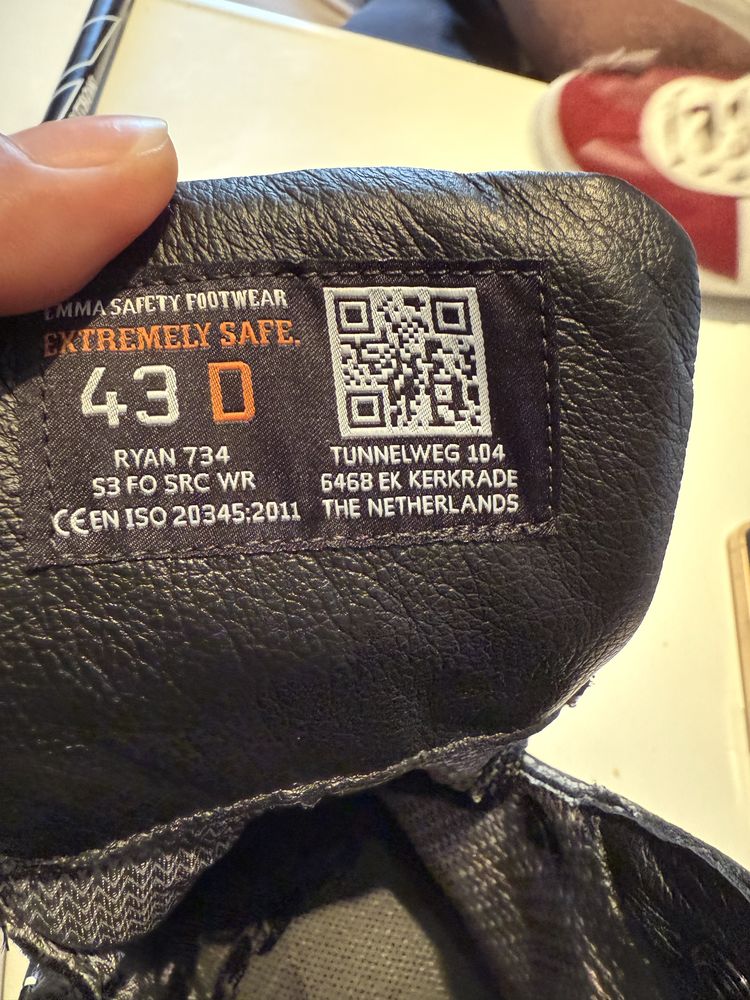 EMMA SAFETY FOOTWEAR
EXTREMELY SAFE.
43 D
RYAN 734
S3 FO SRC WR
CE EN ISO 20345:2011
TUNNELWEG 104
6468 EK KERKRADE
THE NETHERLANDS